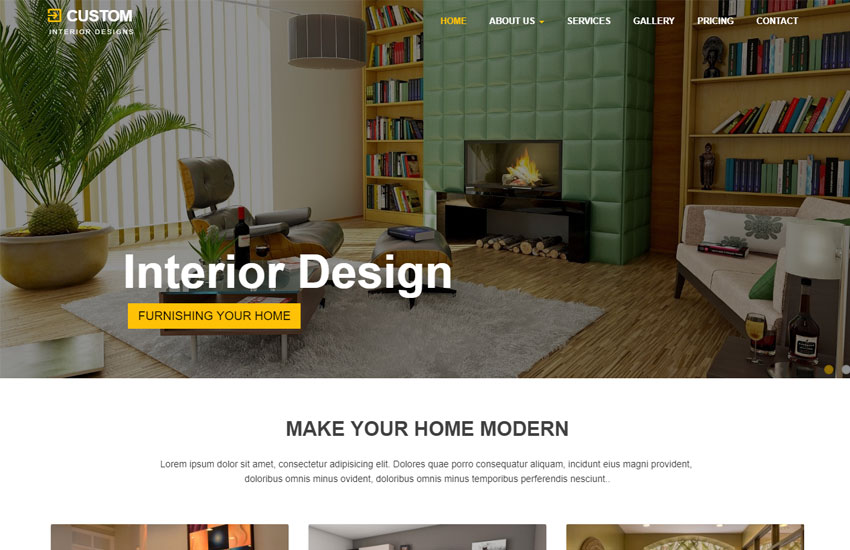 CUSTOM
INTERIOR DESIGNS
HOME ABOUT US SERVICES GALLERY PRICING CONTACT
Interior Design
FURNISHING YOUR HOME
MAKE YOUR HOME MODERN
Lorem ipsum dolor sit amet, consectetur adipisicing elit. Dolores quae porro consequatur aliquam, incidunt eius magni provident,
doloribus omnis minus ovident, doloribus omnis minus temporibus perferendis nesciunt..